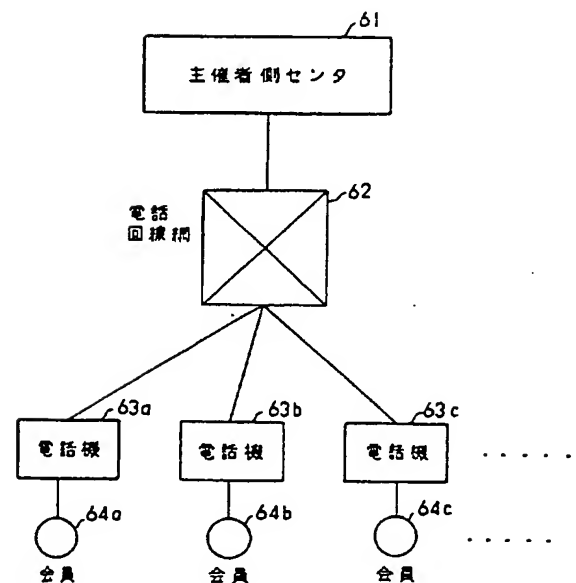 61
主催者側センタ
62
電話
回線網
63a
63b
63c
電話機
電話機
電話機
.....
64a
64b
64c
.....
会員
会員
会員